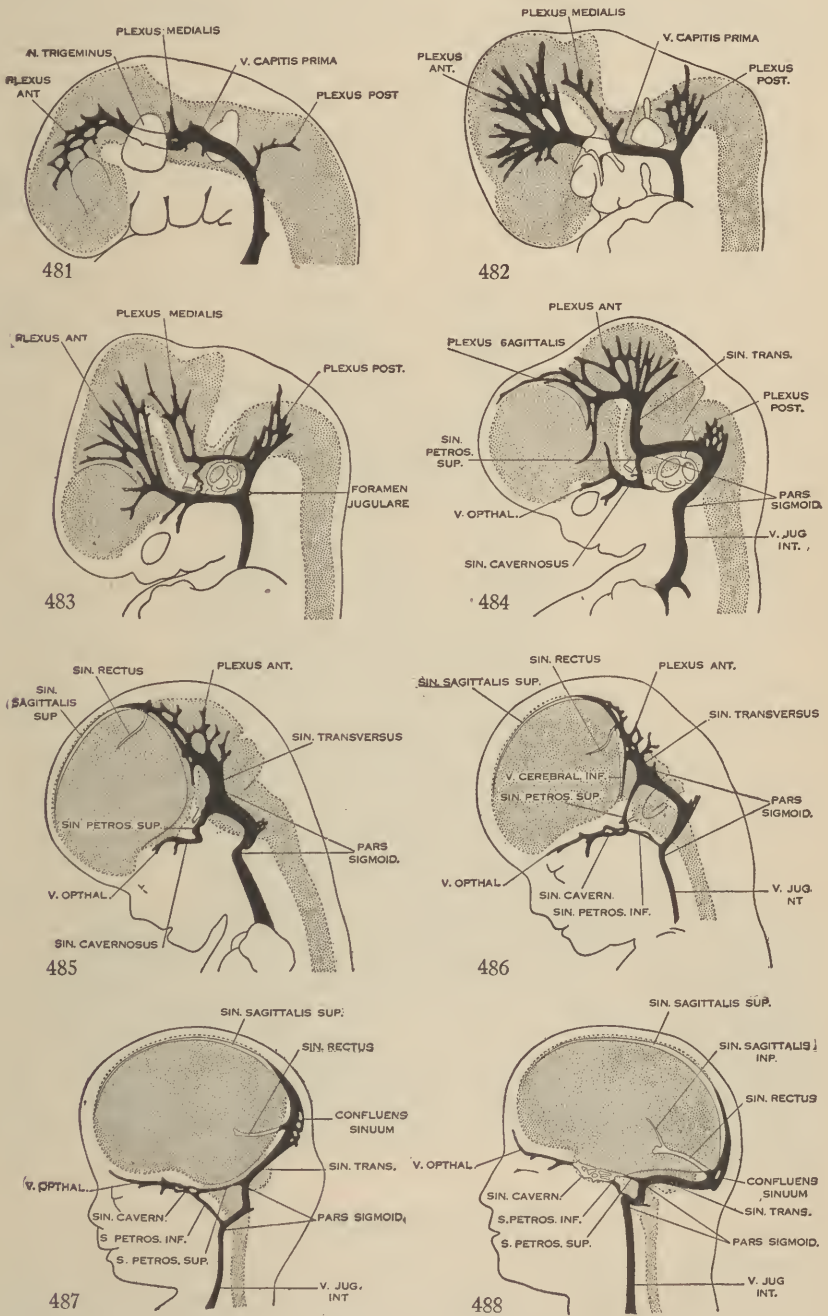 PLEXUS MEDIALIS
N. TRIGEMINUS
V. CAPITIS PRIMA
PLEXUS
ANT
PLEXUS POST
481
PLEXUS MEDIALIS
PLEXUS
ANT.
V. CAPITIS PRIMA
PLEXUS
POST.
482
PLEXUS MEDIALIS
PLEXUS ANT
PLEXUS POST.
FORAMEN
JUGULARE
483
PLEXUS ANT
PLEXUS SAGITTALIS
SIN. TRANS.
PLEXUS
POST.
SIN.
PETROS.
SUP.
PARS
SIGMOID.
V. OPTHAL.
V. JUG
INT.
SIN. CAVERNOSUS
484
SIN. RECTUS
PLEXUS ANT.
SIN.
SAGITTALIS
SUP
SIN. TRANSVERSUS
SIN PETROS. SUP.
PARS
SIGMOID.
V. OPTHAL.
SIN. CAVERNOSUS
485
SIN. RECTUS
SIN. SAGITTALIS SUP.
PLEXUS ANT.
SIN. TRANSVERSUS
V. CEREBRAL. INF.
SIN. PETROS. SUP.
PARS
SIGMOID.
V. OPTHAL.
SIN. CAVERN.
SIN. PETROS. INF.
V. JUG.
NT
486
SIN. SAGITTALIS SUP.
SIN. RECTUS
CONFLUENS
SINUUM
SIN. TRANS.
V. OPTHAL.
SIN. CAVERN.
S. PETROS. INF.
S. PETROS. SUP.
PARS SIGMOID.
V. JUG.
INT
487
SIN. SAGITTALIS SUP.
SIN. SAGITTALIS
INP.
SIN. RECTUS
V. OPTHAL.
SIN. CAVERN.
S.PETROS. INF.
S. PETROS. SUP.
CONFLUENS
SINUUM
SIN. TRANS.
PARS SIGMOID.
V. JUG
INT.
488